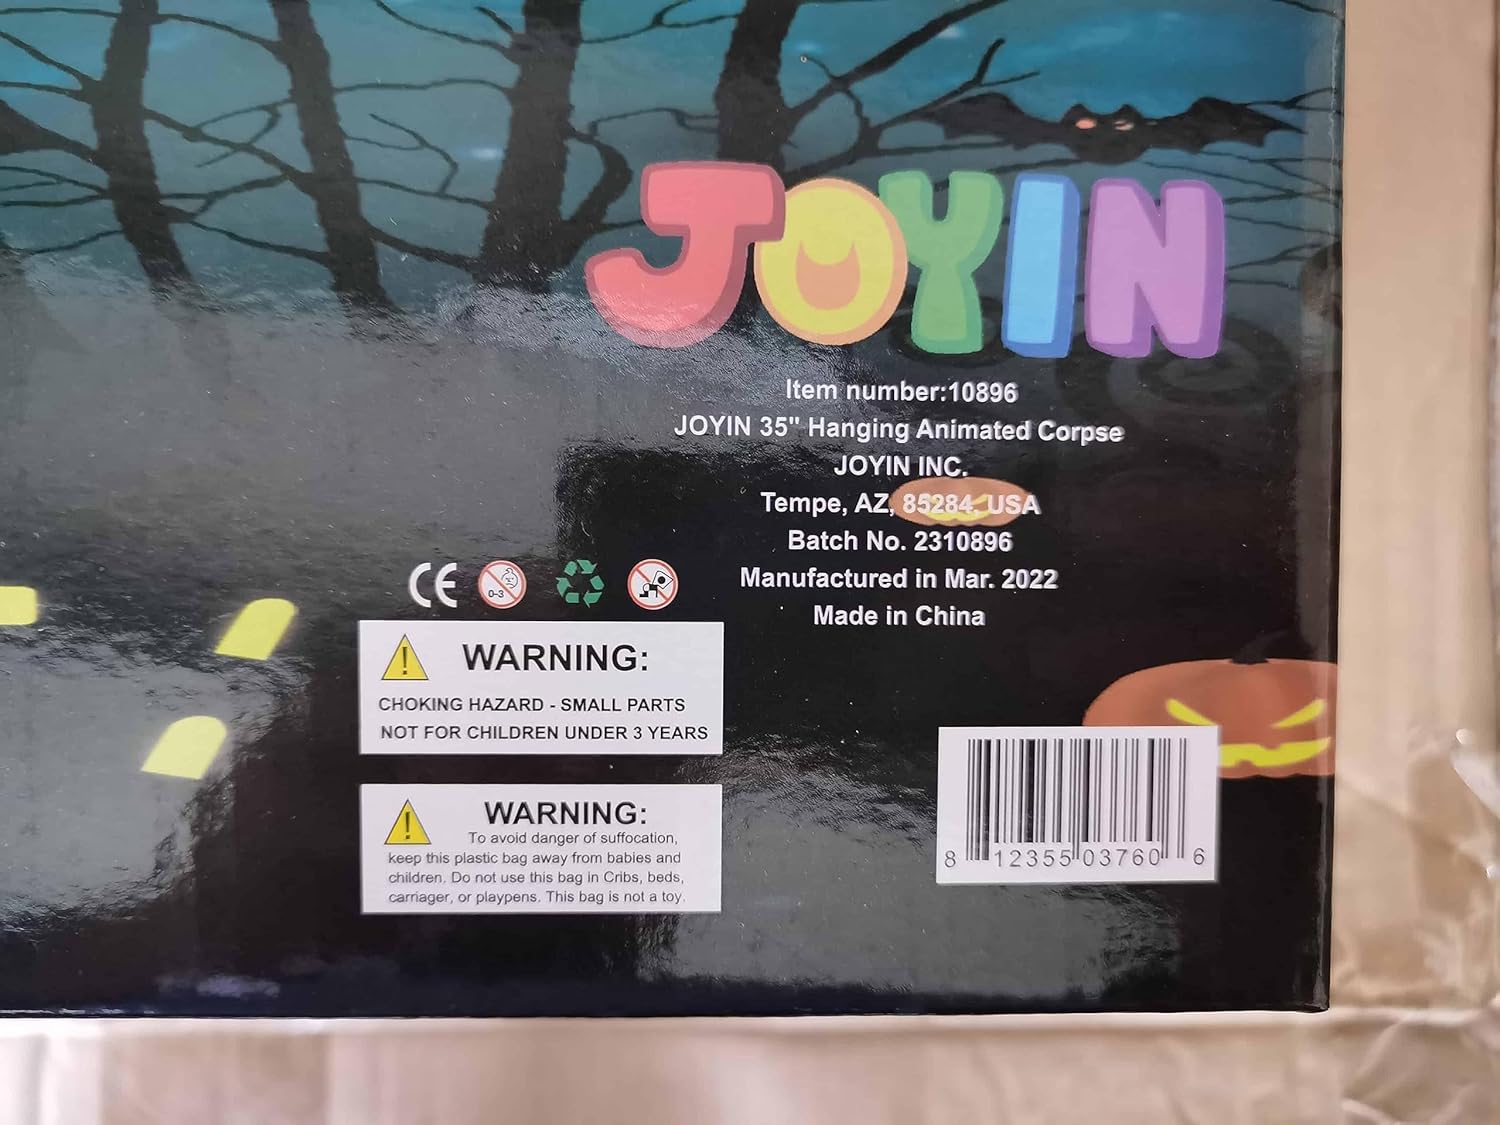 JOYIN
Item number:10896
JOYIN 35" Hanging Animated Corpse
JOYIN INC.
Tempe, AZ, 85284, USA
Batch No. 2310896
Manufactured in Mar. 2022
Made in China
CE
0-3
WARNING:
CHOKING HAZARD - SMALL PARTS
NOT FOR CHILDREN UNDER 3 YEARS
WARNING:
To avoid danger of suffocation,
keep this plastic bag away from babies and
children. Do not use this bag in Cribs, beds,
carriager, or playpens. This bag is not a toy.
8 12355 03760 6